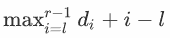 max_{i=l}^{r-1} d_i + i - l